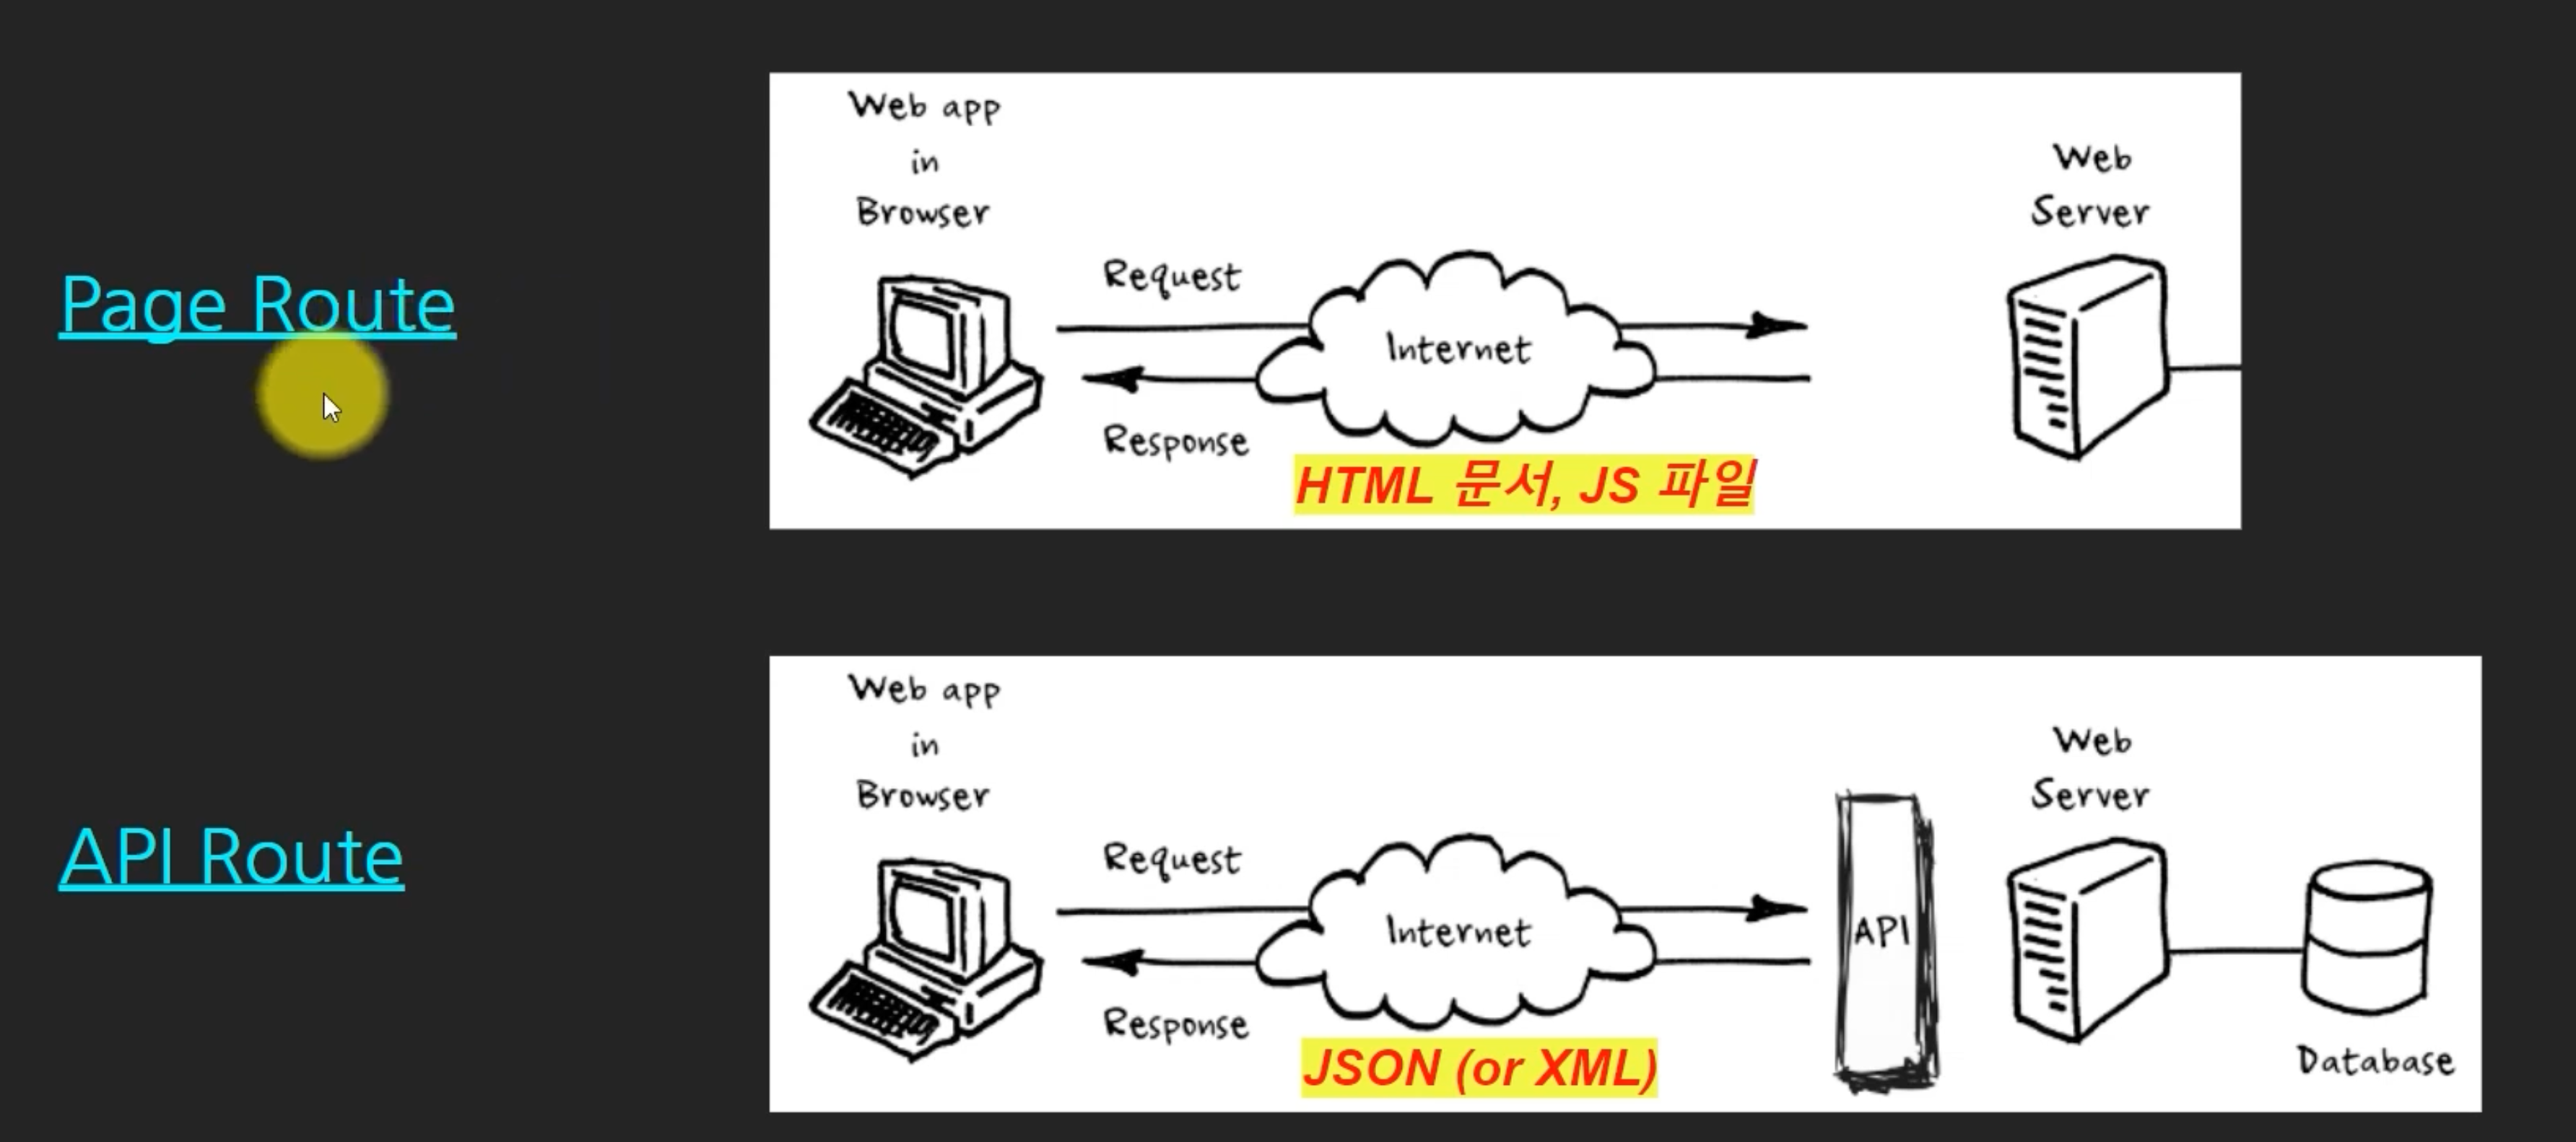 Page Route
Web app
in
Browser
Request
Internet
Response
HTML 문서, JS 파일
Web
Server
API Route
Web app
in
Browser
Request
Internet
Response
JSON (or XML)
API
Web
Server
Database